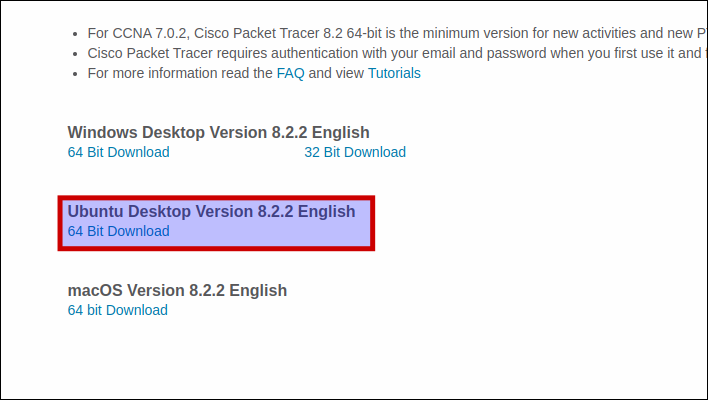 For CCNA 7.0.2, Cisco Packet Tracer 8.2 64-bit is the minimum version for new activities and new
Cisco Packet Tracer requires authentication with your email and password when you first use it and
For more information read the FAQ and view Tutorials
Windows Desktop Version 8.2.2 English
64 Bit Download 32 Bit Download
Ubuntu Desktop Version 8.2.2 English
64 Bit Download
macOS Version 8.2.2 English
64 bit Download